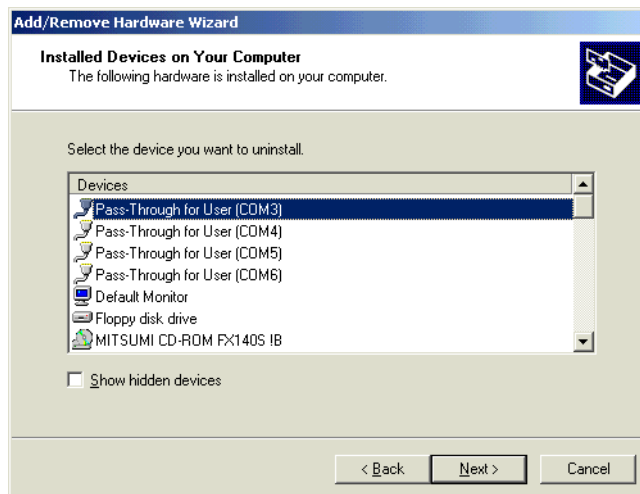 Add/Remove Hardware Wizard
Installed Devices on Your Computer
The following hardware is installed on your computer.
Select the device you want to uninstall.
Devices
Pass-Through for User (COM3)
Pass-Through for User (COM4)
Pass-Through for User (COM5)
Pass-Through for User (COM6)
Default Monitor
Floppy disk drive
MITSUMI CD-ROM FX140S !B
Show hidden devices
< Back Next > Cancel